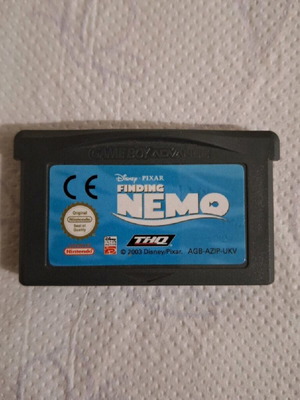 GAME BOY ADVANCE
Disney · PIXAR
FINDING
NEMO
CE
Original
Nintendo
Seal of
Quality
Nintendo
THQ
© 2003 Disney/Pixar.
AGB-AZIP-UKV